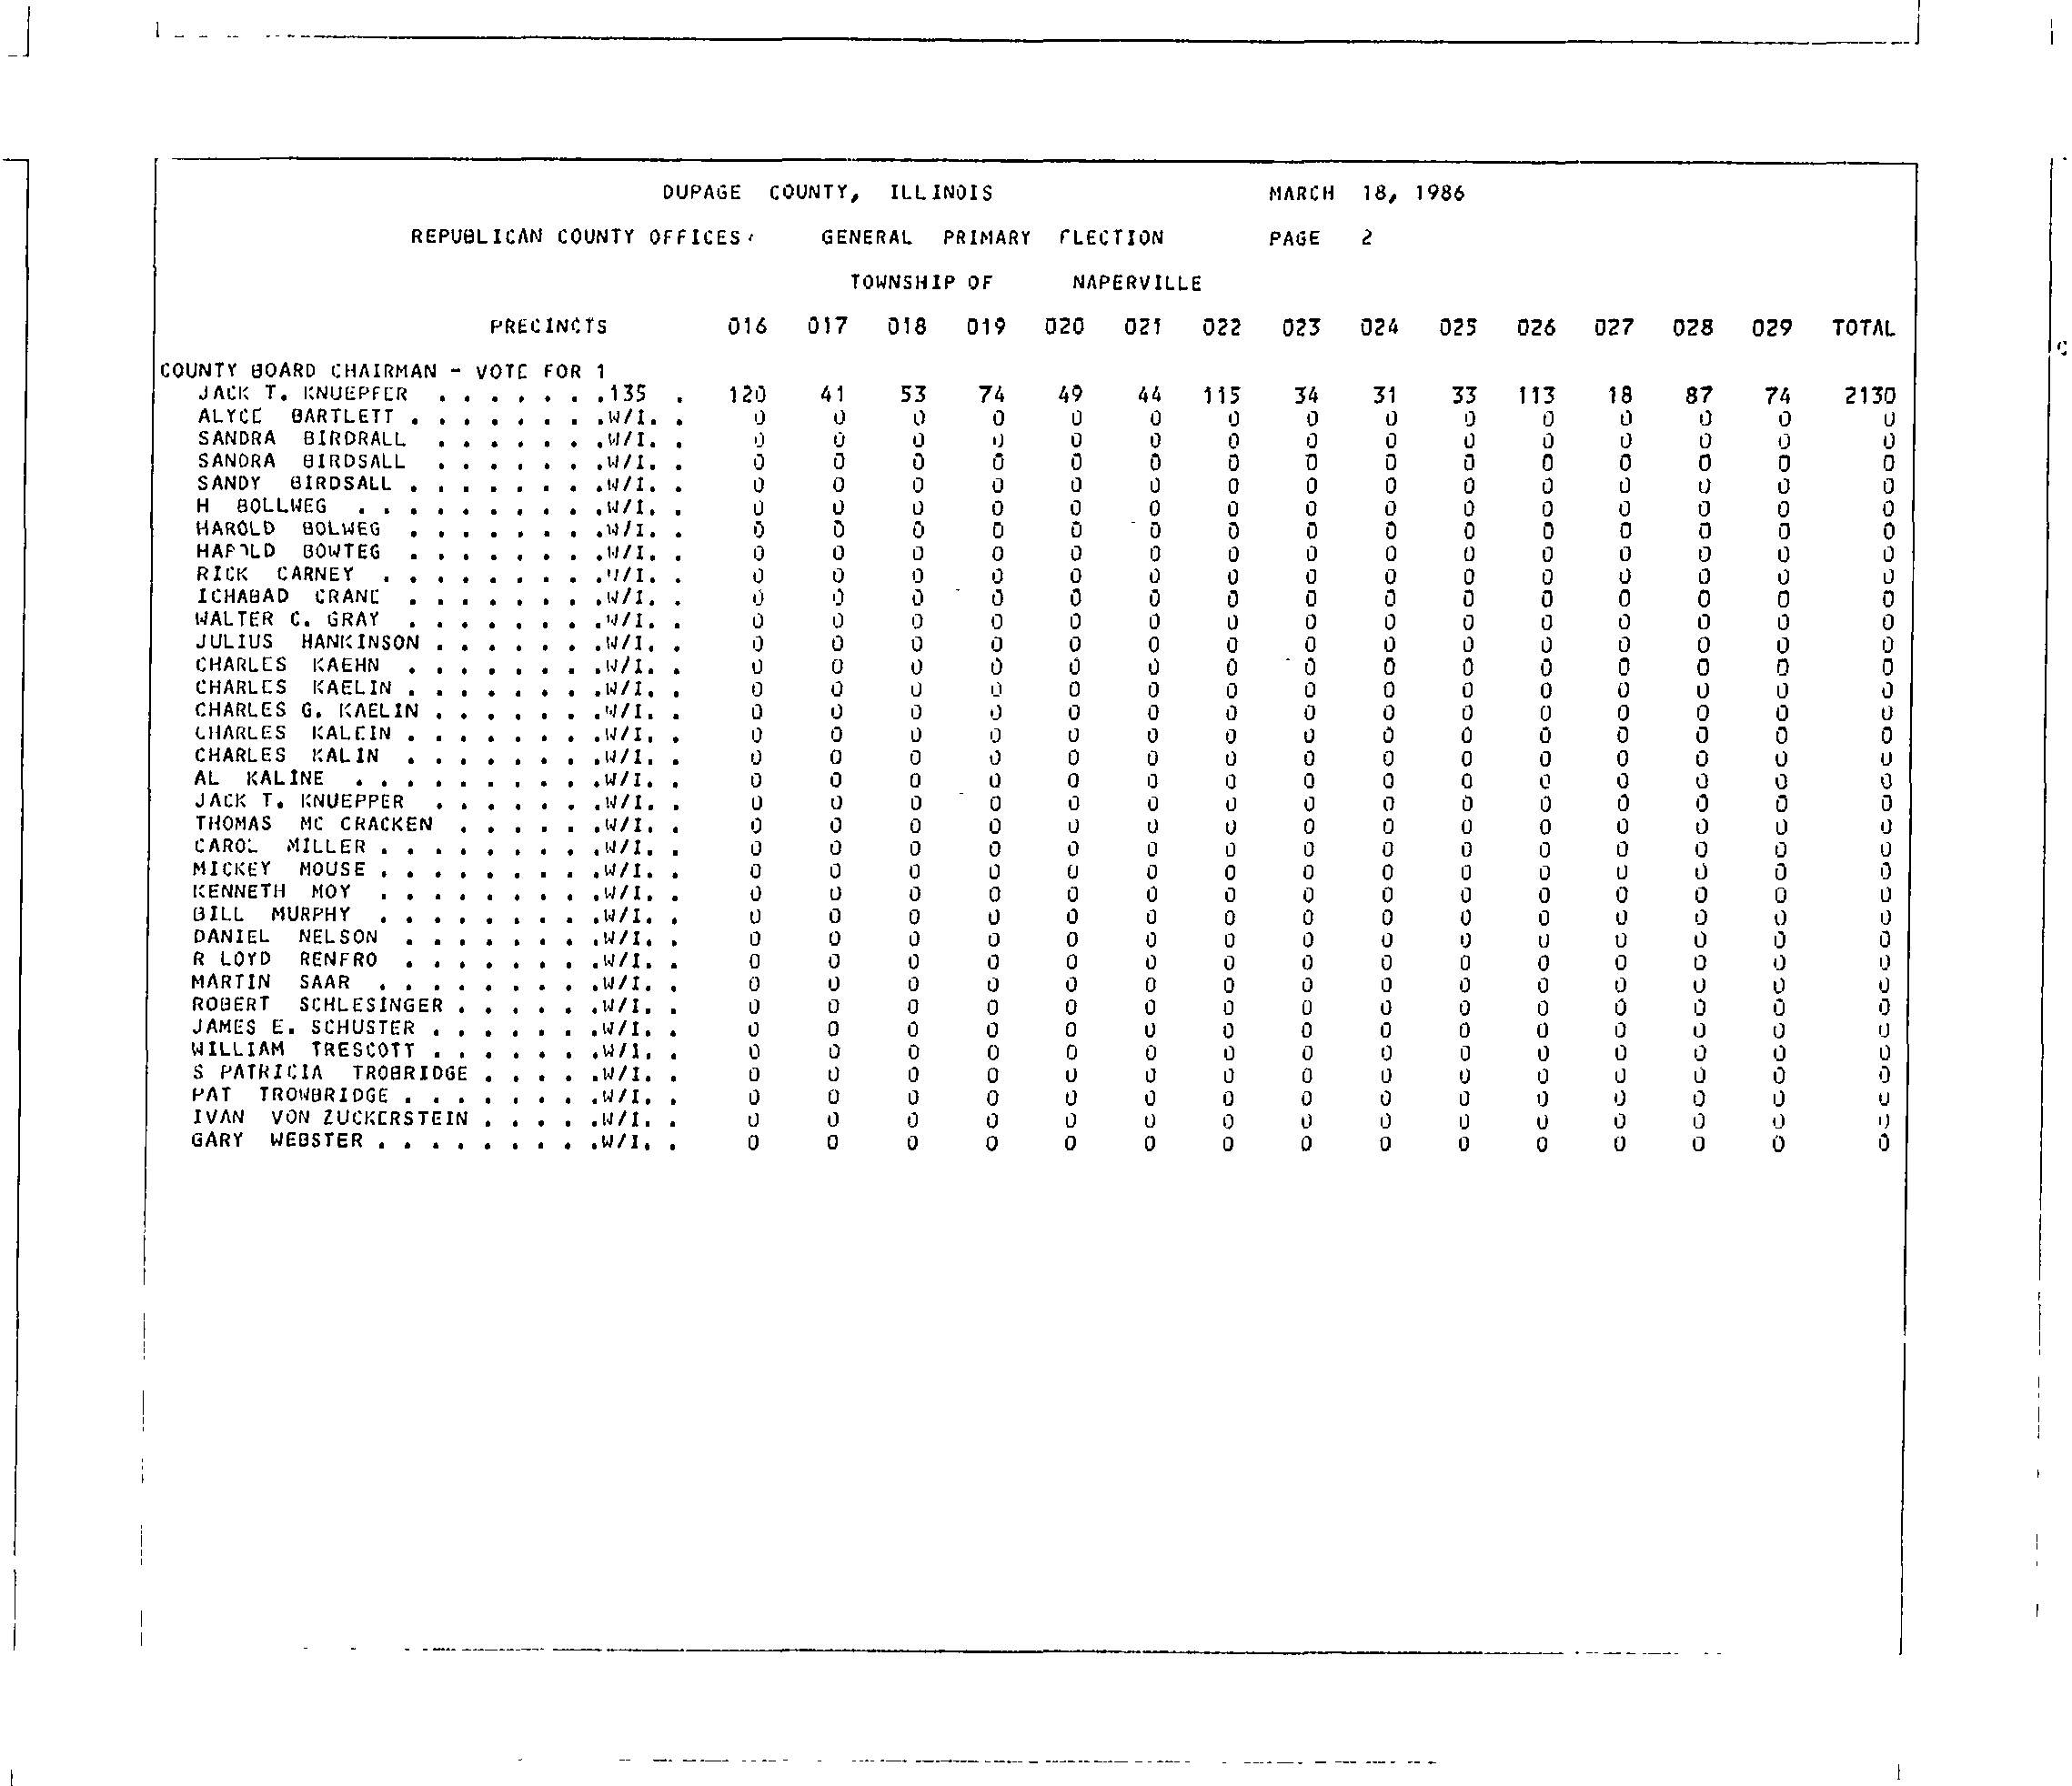 DUPAGE COUNTY, ILLINOIS MARCH 18, 1986
REPUBLICAN COUNTY OFFICES GENERAL PRIMARY ELECTION PAGE 2
TOWNSHIP OF NAPERVILLE
PRECINCTS 016 017 018 019 020 021 022 023 024 025 026 027 028 029 TOTAL
COUNTY BOARD CHAIRMAN - VOTE FOR 1
JACK T. KNUEPFER . . . . . . .135 . 120 41 53 74 49 44 115 34 31 33 113 18 87 74 2130
ALYCE BARTLETT . . . . . . . .W/I. . 0 0 0 0 0 0 0 0 0 0 0 0 0 0 0
SANDRA BIRDRALL . . . . . . .W/I. . 0 0 0 0 0 0 0 0 0 0 0 0 0 0 0
SANDRA BIRDSALL . . . . . . .W/I. . 0 0 0 0 0 0 0 0 0 0 0 0 0 0 0
SANDY BIRDSALL . . . . . . . .W/I. . 0 0 0 0 0 0 0 0 0 0 0 0 0 0 0
H BOLLWEG . . . . . . . . . .W/I. . 0 0 0 0 0 0 0 0 0 0 0 0 0 0 0
HAROLD BOLWEG . . . . . . . .W/I. . 0 0 0 0 0 0 0 0 0 0 0 0 0 0 0
HAROLD BOWTEG . . . . . . . .W/I. . 0 0 0 0 0 0 0 0 0 0 0 0 0 0 0
RICK CARNEY . . . . . . . . .W/I. . 0 0 0 0 0 0 0 0 0 0 0 0 0 0 0
ICHABAD CRANE . . . . . . . .W/I. . 0 0 0 0 0 0 0 0 0 0 0 0 0 0 0
WALTER C. GRAY . . . . . . . .W/I. . 0 0 0 0 0 0 0 0 0 0 0 0 0 0 0
JULIUS HANKINSON . . . . . . .W/I. . 0 0 0 0 0 0 0 0 0 0 0 0 0 0 0
CHARLES KAEHN . . . . . . . .W/I. . 0 0 0 0 0 0 0 0 0 0 0 0 0 0 0
CHARLES KAELIN . . . . . . . .W/I. . 0 0 0 0 0 0 0 0 0 0 0 0 0 0 0
CHARLES G. KAELIN . . . . . . .W/I. . 0 0 0 0 0 0 0 0 0 0 0 0 0 0 0
CHARLES KALEIN . . . . . . . .W/I. . 0 0 0 0 0 0 0 0 0 0 0 0 0 0 0
CHARLES KALIN . . . . . . . .W/I. . 0 0 0 0 0 0 0 0 0 0 0 0 0 0 0
AL KALINE . . . . . . . . . .W/I. . 0 0 0 0 0 0 0 0 0 0 0 0 0 0 0
JACK T. KNUEPPER . . . . . . .W/I. . 0 0 0 0 0 0 0 0 0 0 0 0 0 0 0
THOMAS MC CRACKEN . . . . . .W/I. . 0 0 0 0 0 0 0 0 0 0 0 0 0 0 0
CAROL MILLER . . . . . . . . .W/I. . 0 0 0 0 0 0 0 0 0 0 0 0 0 0 0
MICKEY MOUSE . . . . . . . . .W/I. . 0 0 0 0 0 0 0 0 0 0 0 0 0 0 0
KENNETH MOY . . . . . . . . .W/I. . 0 0 0 0 0 0 0 0 0 0 0 0 0 0 0
BILL MURPHY . . . . . . . . .W/I. . 0 0 0 0 0 0 0 0 0 0 0 0 0 0 0
DANIEL NELSON . . . . . . . .W/I. . 0 0 0 0 0 0 0 0 0 0 0 0 0 0 0
R LOYD RENFRO . . . . . . . .W/I. . 0 0 0 0 0 0 0 0 0 0 0 0 0 0 0
MARTIN SAAR . . . . . . . . .W/I. . 0 0 0 0 0 0 0 0 0 0 0 0 0 0 0
ROBERT SCHLESINGER . . . . . .W/I. . 0 0 0 0 0 0 0 0 0 0 0 0 0 0 0
JAMES E. SCHUSTER . . . . . . .W/I. . 0 0 0 0 0 0 0 0 0 0 0 0 0 0 0
WILLIAM TRESCOTT . . . . . . .W/I. . 0 0 0 0 0 0 0 0 0 0 0 0 0 0 0
S PATRICIA TROBRIDGE . . . . .W/I. . 0 0 0 0 0 0 0 0 0 0 0 0 0 0 0
PAT TROWBRIDGE . . . . . . . .W/I. . 0 0 0 0 0 0 0 0 0 0 0 0 0 0 0
IVAN VON ZUCKERSTEIN . . . . .W/I. . 0 0 0 0 0 0 0 0 0 0 0 0 0 0 0
GARY WEBSTER . . . . . . . . .W/I. . 0 0 0 0 0 0 0 0 0 0 0 0 0 0 0